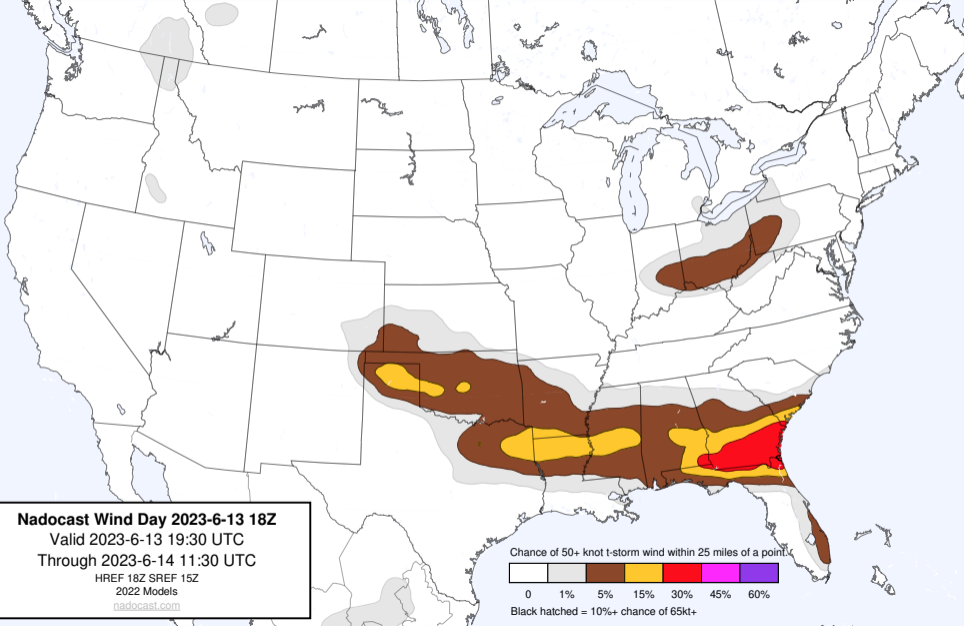 Nadocast Wind Day 2023-6-13 18Z
Valid 2023-6-13 19:30 UTC
Through 2023-6-14 11:30 UTC
HREF 18Z SREF 15Z
2022 Models
nadocast.com
Chance of 50+ knot t-storm wind within 25 miles of a point.
0 1% 5% 15% 30% 45% 60%
Black hatched = 10%+ chance of 65kt+